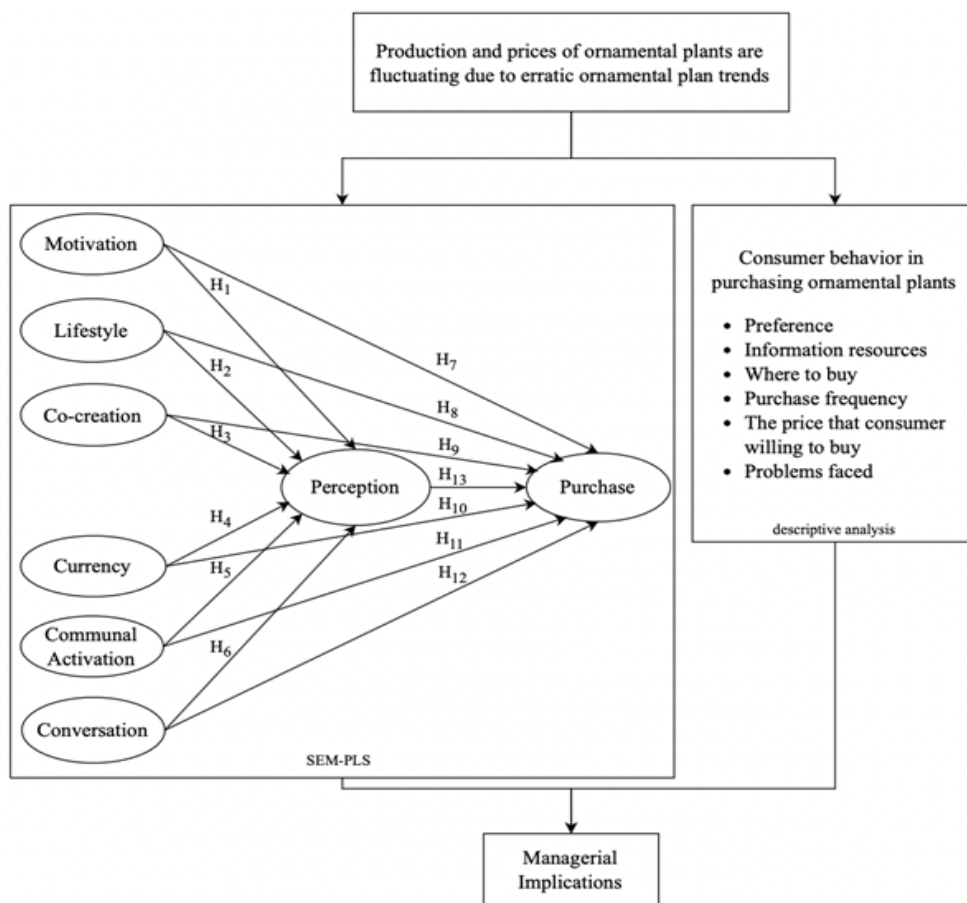 Production and prices of ornamental plants are
fluctuating due to erratic ornamental plan trends
Motivation
Lifestyle
Co-creation
Currency
Communal
Activation
Conversation
H1
H2
H3
H4
H5
H6
Perception
H7
H8
H9
H13
H10
H11
H12
Purchase
SEM-PLS
Consumer behavior in
purchasing ornamental plants
• Preference
• Information resources
• Where to buy
• Purchase frequency
• The price that consumer
willing to buy
• Problems faced
descriptive analysis
Managerial
Implications